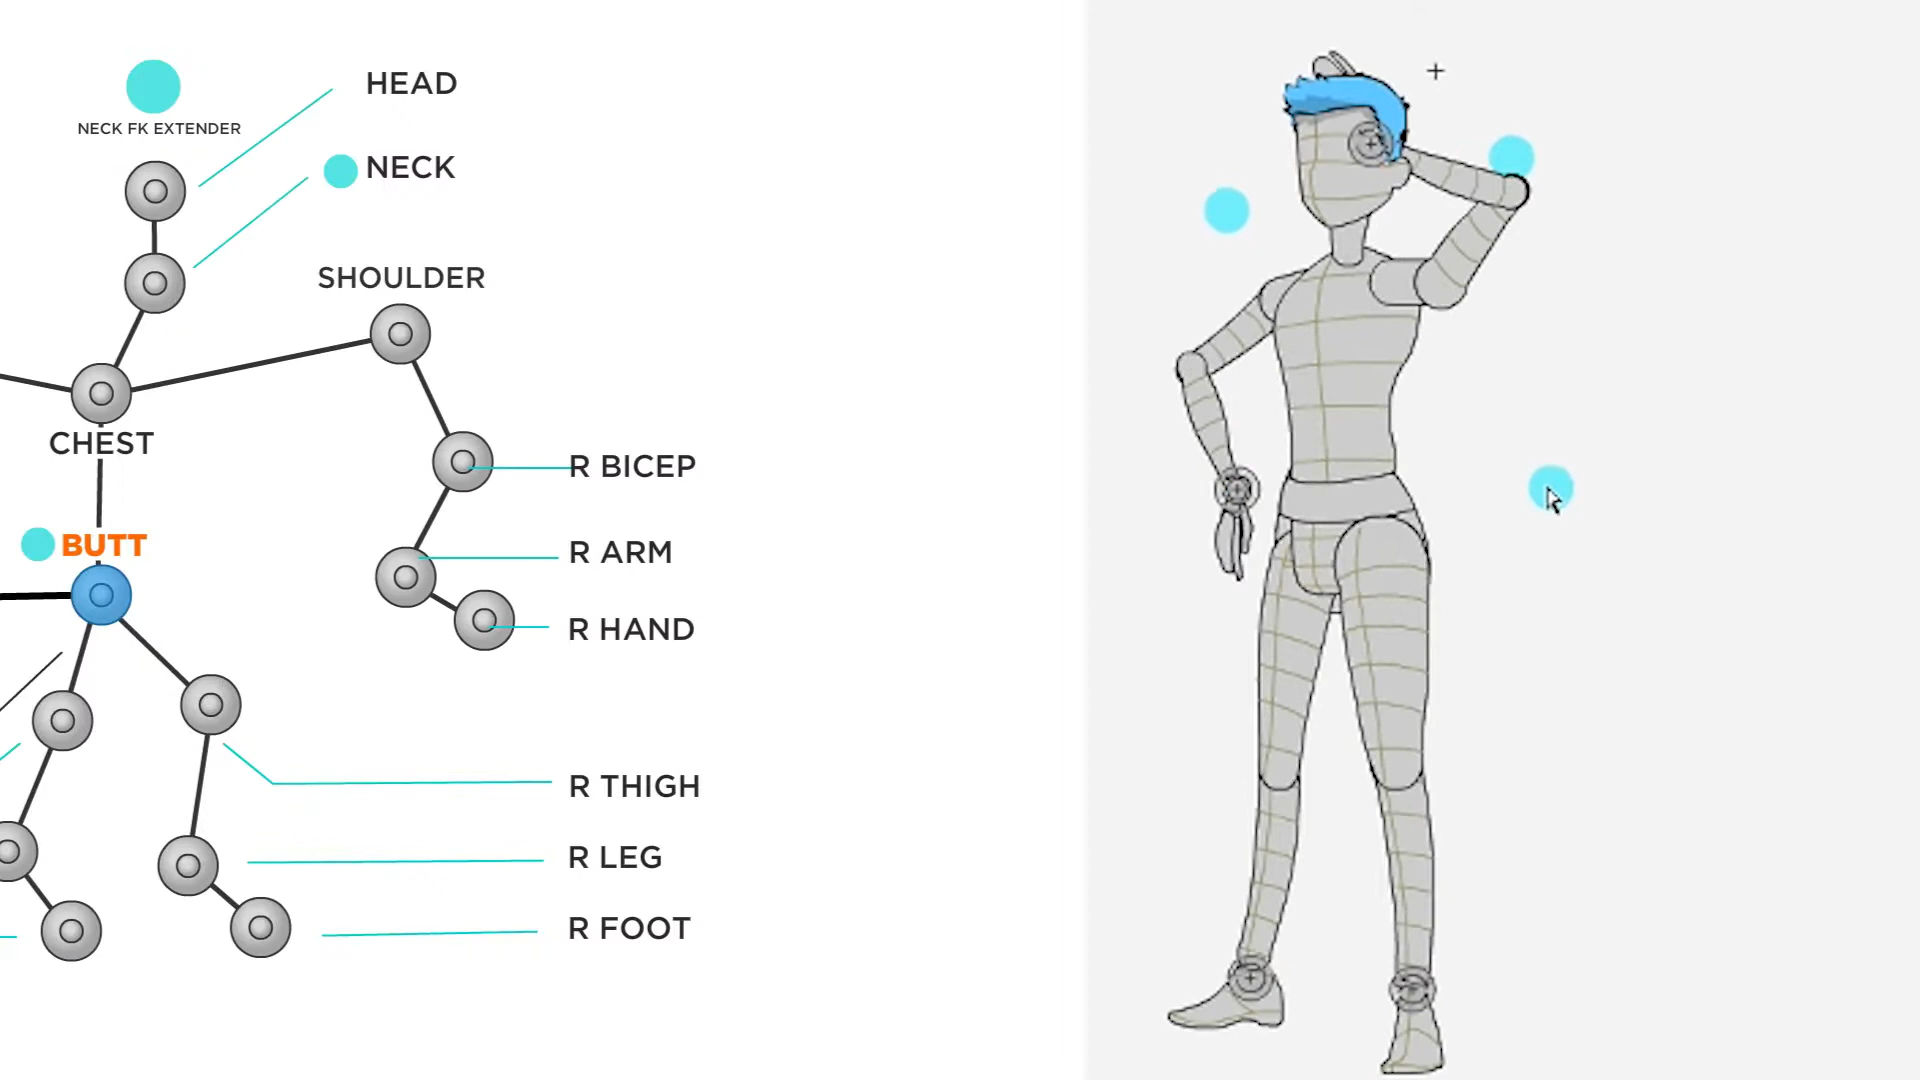 HEAD
NECK FK EXTENDER
NECK
SHOULDER
CHEST
R BICEP
BUTT
R ARM
R HAND
R THIGH
R LEG
R FOOT